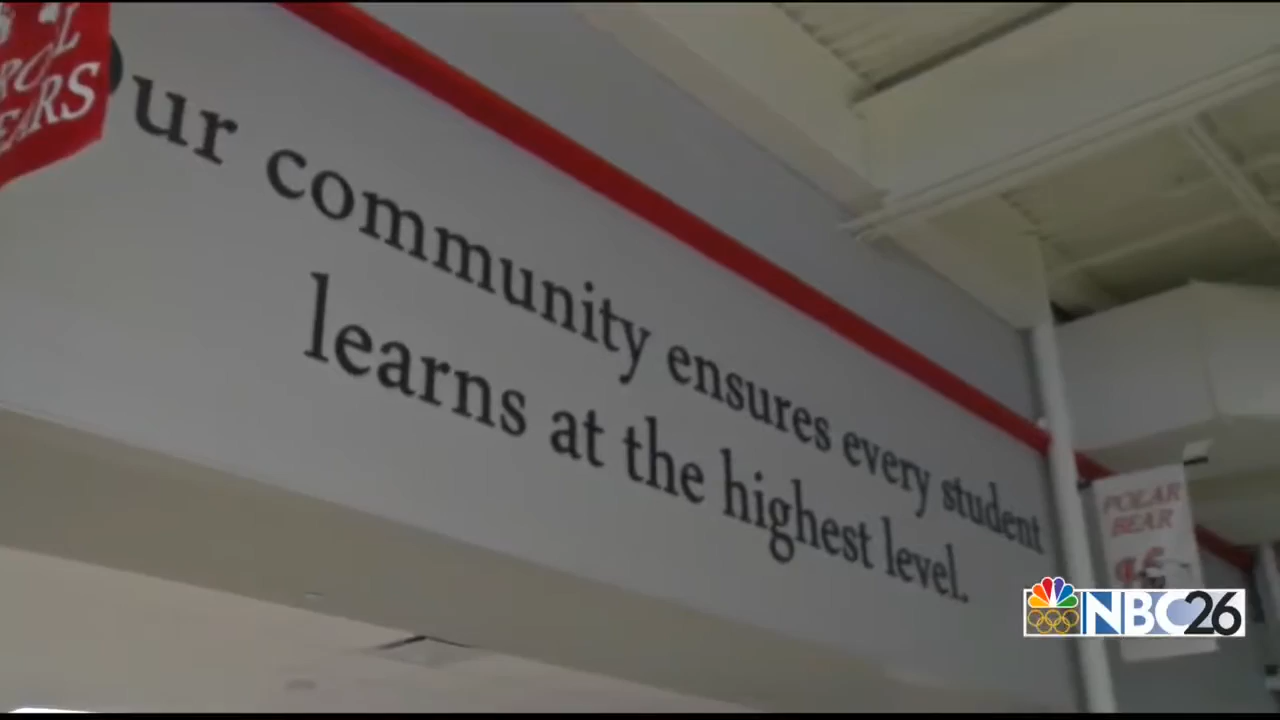 ur community ensures every student
learns at the highest level.
POLAR
BEAR
NBC26